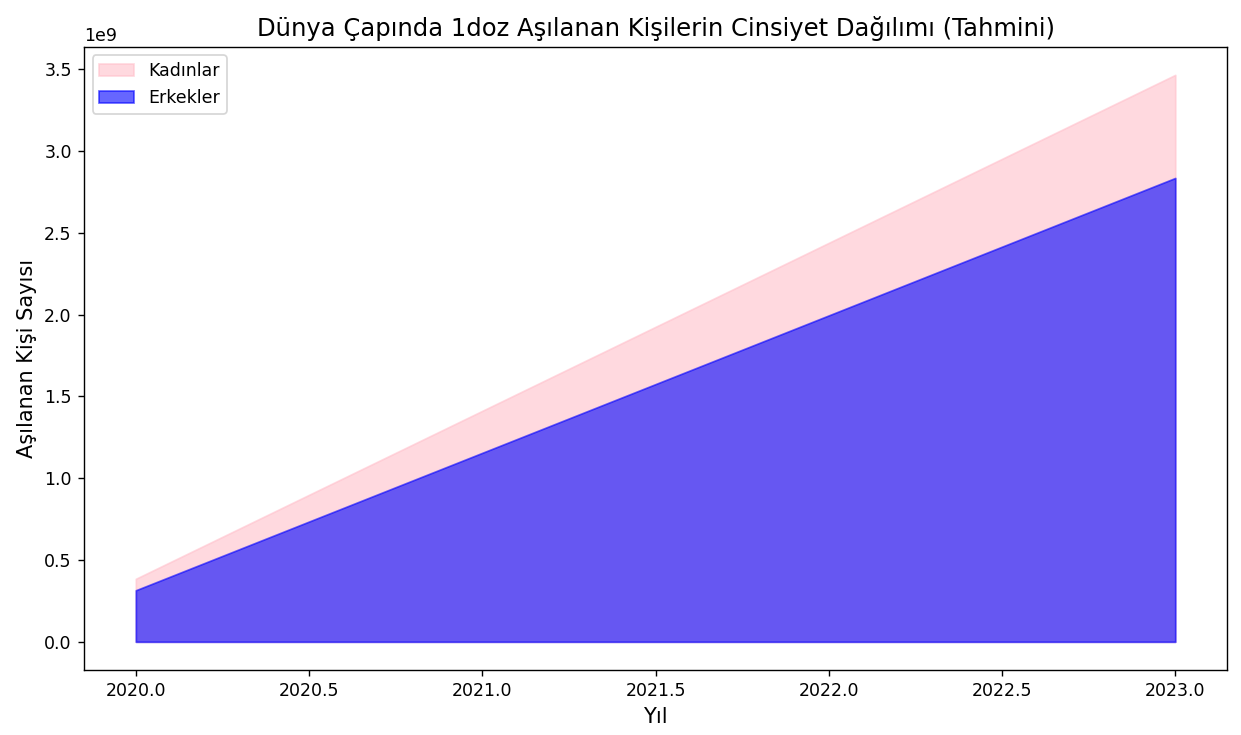 Dünya Çapında 1doz Aşılanan Kişilerin Cinsiyet Dağılımı (Tahmini)
1e9
Kadınlar
Erkekler
3.5
3.0
2.5
2.0
1.5
1.0
0.5
0.0
Aşılanan Kişi Sayısı
2020.0 2020.5 2021.0 2021.5 2022.0 2022.5 2023.0
Yıl